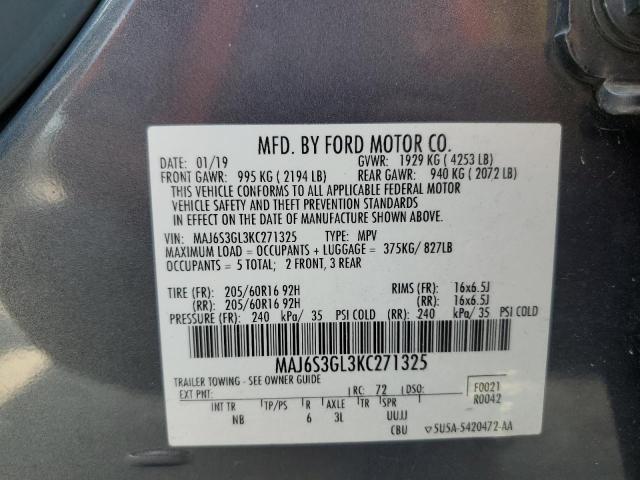 MFD. BY FORD MOTOR CO.
DATE: 01/19 GVWR: 1929 KG ( 4253 LB)
FRONT GAWR: 995 KG ( 2194 LB) REAR GAWR: 940 KG ( 2072 LB)
THIS VEHICLE CONFORMS TO ALL APPLICABLE FEDERAL MOTOR
VEHICLE SAFETY AND THEFT PREVENTION STANDARDS
IN EFFECT ON THE DATE OF MANUFACTURE SHOWN ABOVE.
VIN: MAJ6S3GL3KC271325 TYPE: MPV
MAXIMUM LOAD = OCCUPANTS + LUGGAGE = 375KG/ 827LB
OCCUPANTS = 5 TOTAL; 2 FRONT, 3 REAR
TIRE (FR): 205/60R16 92H RIMS (FR): 16x6.5J
(RR): 205/60R16 92H (RR): 16x6.5J
PRESSURE (FR): 240 kPa/ 35 PSI COLD (RR): 240 kPa/ 35 PSI COLD
MAJ6S3GL3KC271325
TRAILER TOWING - SEE OWNER GUIDE
EXT PNT: RC: 72 DSO: F0021
R0042
INT TR TP/PS R AXLE TR SPR
NB 6 3L UUJJ
CBU 5U5A-5420472-AA